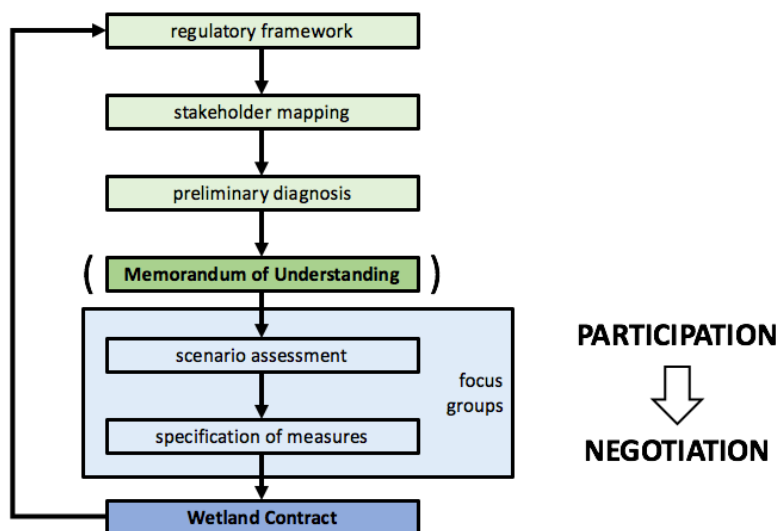 regulatory framework
stakeholder mapping
preliminary diagnosis
( Memorandum of Understanding )
scenario assessment
focus
groups
specification of measures
Wetland Contract
PARTICIPATION
NEGOTIATION